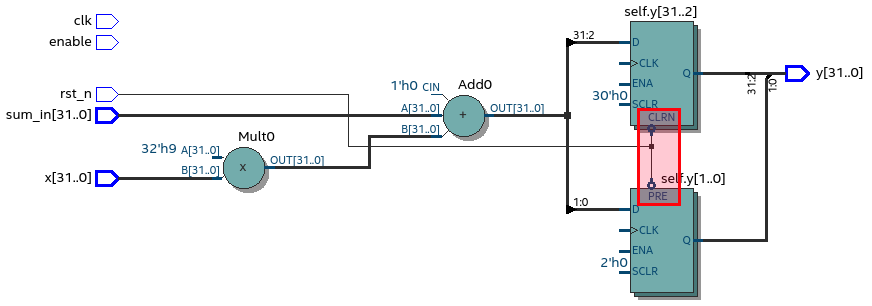 clk
enable
rst_n
sum_in[31..0]
x[31..0]
Mult0
32'h9
A[31..0]
B[31..0]
x
OUT[31..0]
Add0
1'h0
CIN
A[31..0]
B[31..0]
+
OUT[31..0]
31:2
1:0
self.y[31..2]
D
CLK
ENA
30'h0
SCLR
CLRN
Q
self.y[1..0]
PRE
D
CLK
ENA
2'h0
SCLR
Q
31:2
1:0
y[31..0]